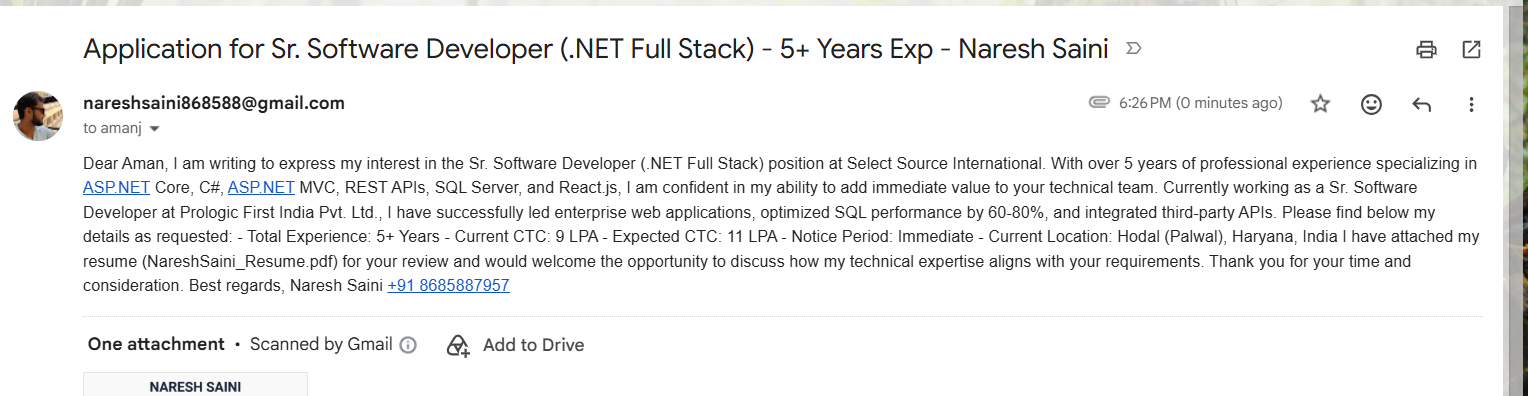 Application for Sr. Software Developer (.NET Full Stack) - 5+ Years Exp - Naresh Saini
nareshsaini868588@gmail.com
6:26 PM (0 minutes ago)
to amanj
Dear Aman, I am writing to express my interest in the Sr. Software Developer (.NET Full Stack) position at Select Source International. With over 5 years of professional experience specializing in
ASP.NET Core, C#, ASP.NET MVC, REST APIs, SQL Server, and React.js, I am confident in my ability to add immediate value to your technical team. Currently working as a Sr. Software
Developer at Prologic First India Pvt. Ltd., I have successfully led enterprise web applications, optimized SQL performance by 60-80%, and integrated third-party APIs. Please find below my
details as requested: - Total Experience: 5+ Years - Current CTC: 9 LPA - Expected CTC: 11 LPA - Notice Period: Immediate - Current Location: Hodal (Palwal), Haryana, India I have attached my
resume (NareshSaini_Resume.pdf) for your review and would welcome the opportunity to discuss how my technical expertise aligns with your requirements. Thank you for your time and
consideration. Best regards, Naresh Saini +91 8685887957
One attachment • Scanned by Gmail
Add to Drive
NARESH SAINI